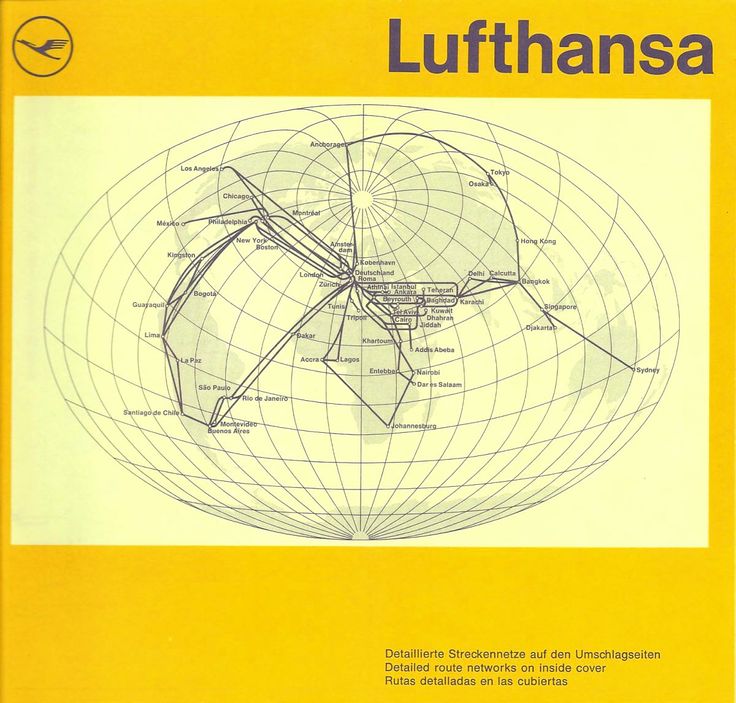 Lufthansa
Anchorage
Los Angeles
Tokyo
Osaka
Chicago
Montréal
México
Philadelphia
New York
Boston
Amster-
dam
Hong Kong
Kingston
London
Kobenhavn
Deutschland
Roma
Zürich
Delhi
Calcutta
Bangkok
Athinai
Istanbul
Ankara
Teheran
Bogotá
Guayaquil
Beyrouth
Baghdad
Karachi
Tunis
Tel Aviv
Kuwait
Singapore
Tripoli
Cairo
Dhahran
Jiddah
Djakarta
Lima
Dakar
Khartoum
Addis Abeba
La Paz
Accra
Lagos
Entebbe
Nairobi
Sydney
São Paulo
Dar es Salaam
Rio de Janeiro
Santiago de Chile
Montevideo
Buenos Aires
Johannesburg
Detaillierte Streckennetze auf den Umschlagseiten
Detailed route networks on inside cover
Rutas detalladas en las cubiertas